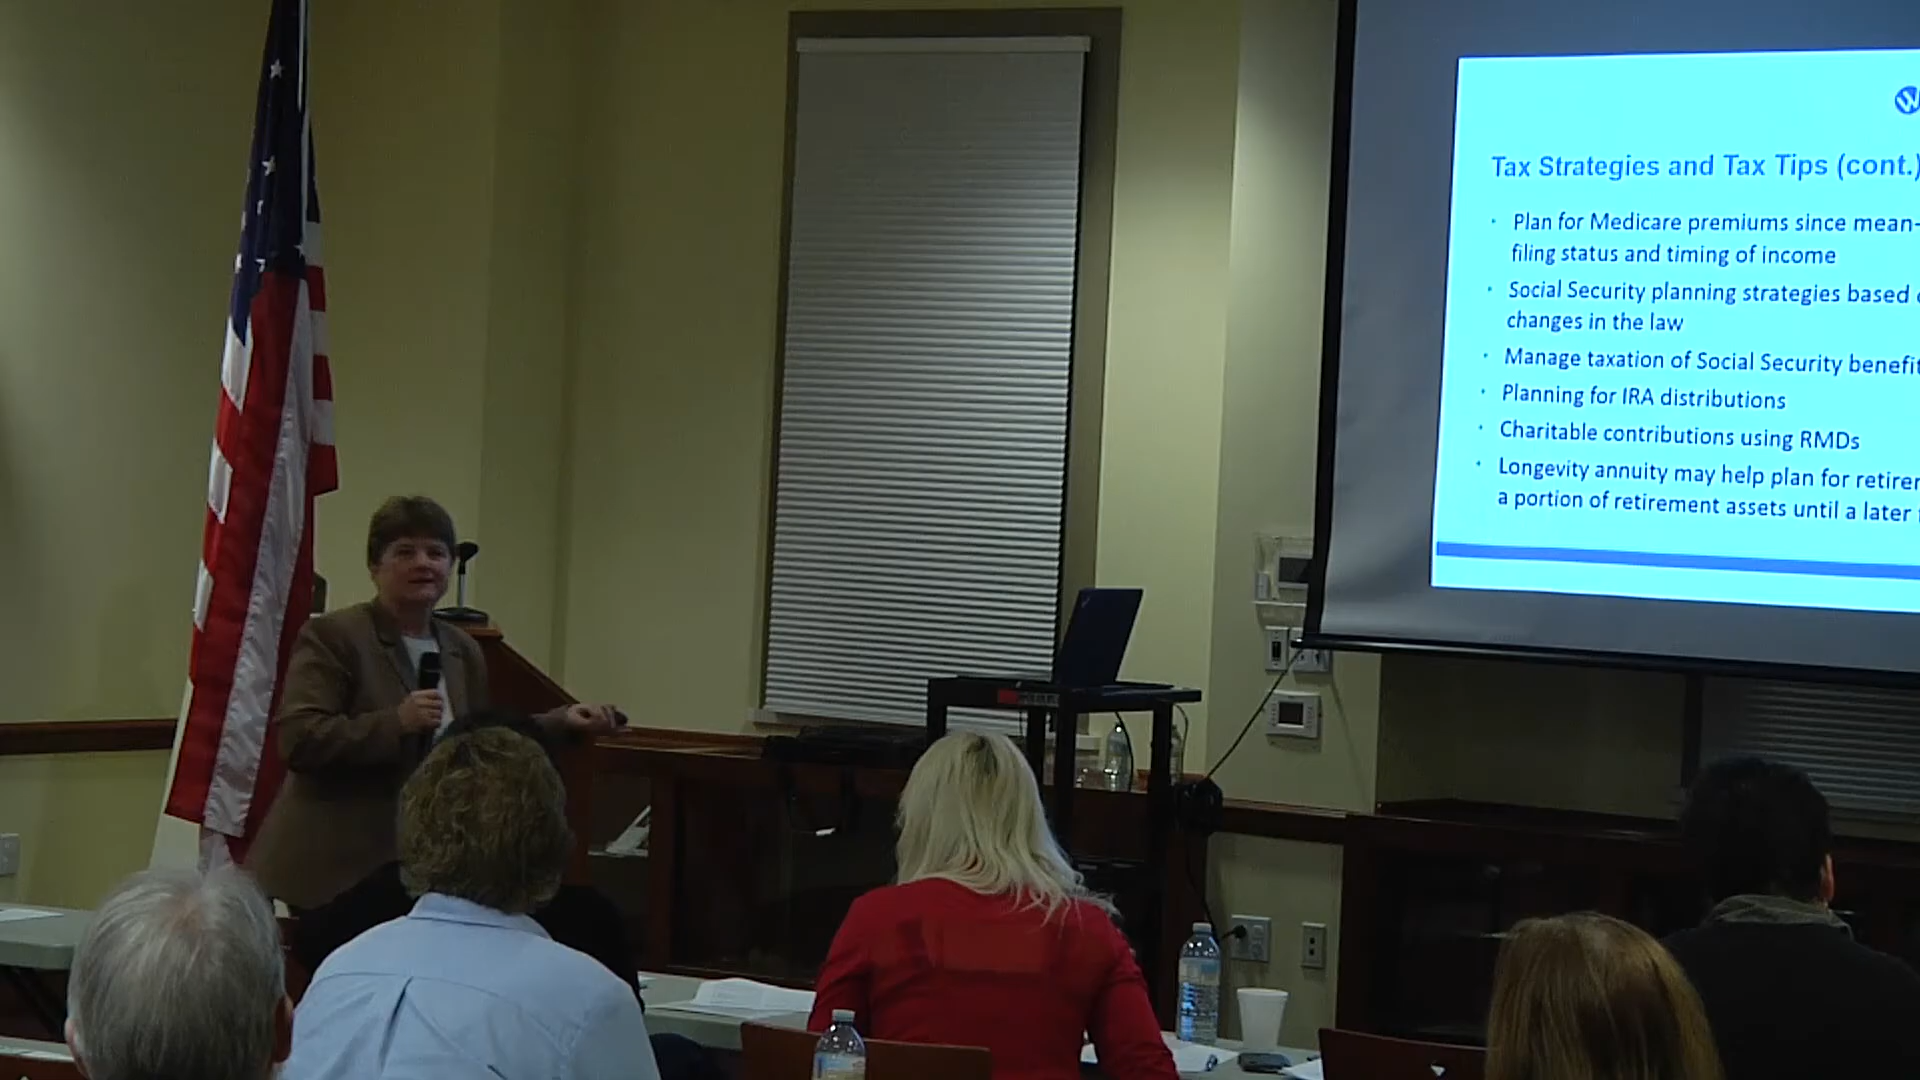 Tax Strategies and Tax Tips (cont.)
• Plan for Medicare premiums since mean-
filing status and timing of income
• Social Security planning strategies based
changes in the law
• Manage taxation of Social Security benefit
• Planning for IRA distributions
• Charitable contributions using RMDs
• Longevity annuity may help plan for retirer
a portion of retirement assets until a later